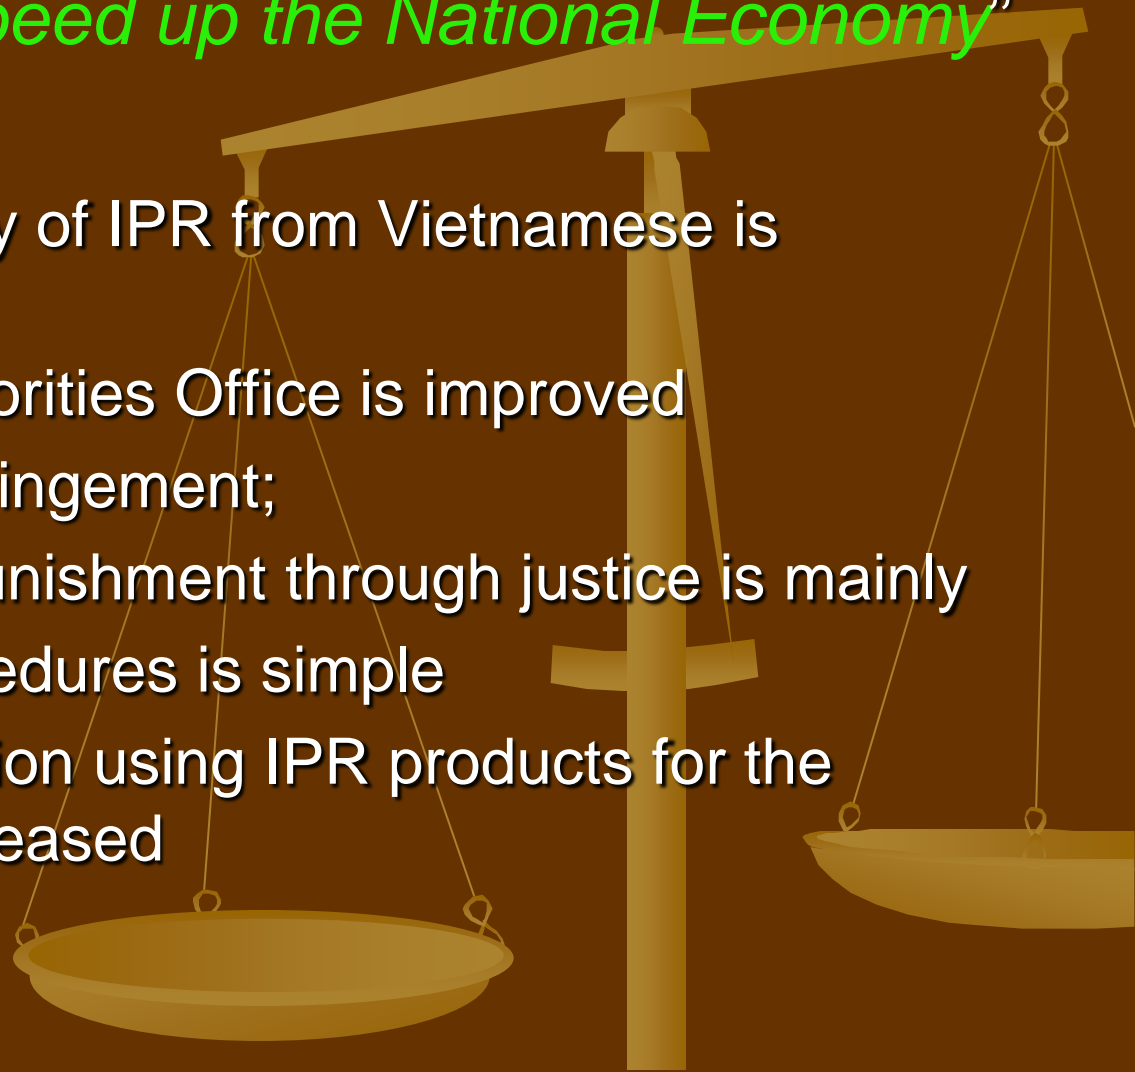 peed up the National Economy”
y of IPR from Vietnamese is
orities Office is improved
ingement;
unishment through justice is mainly
edures is simple
ion using IPR products for the
eased